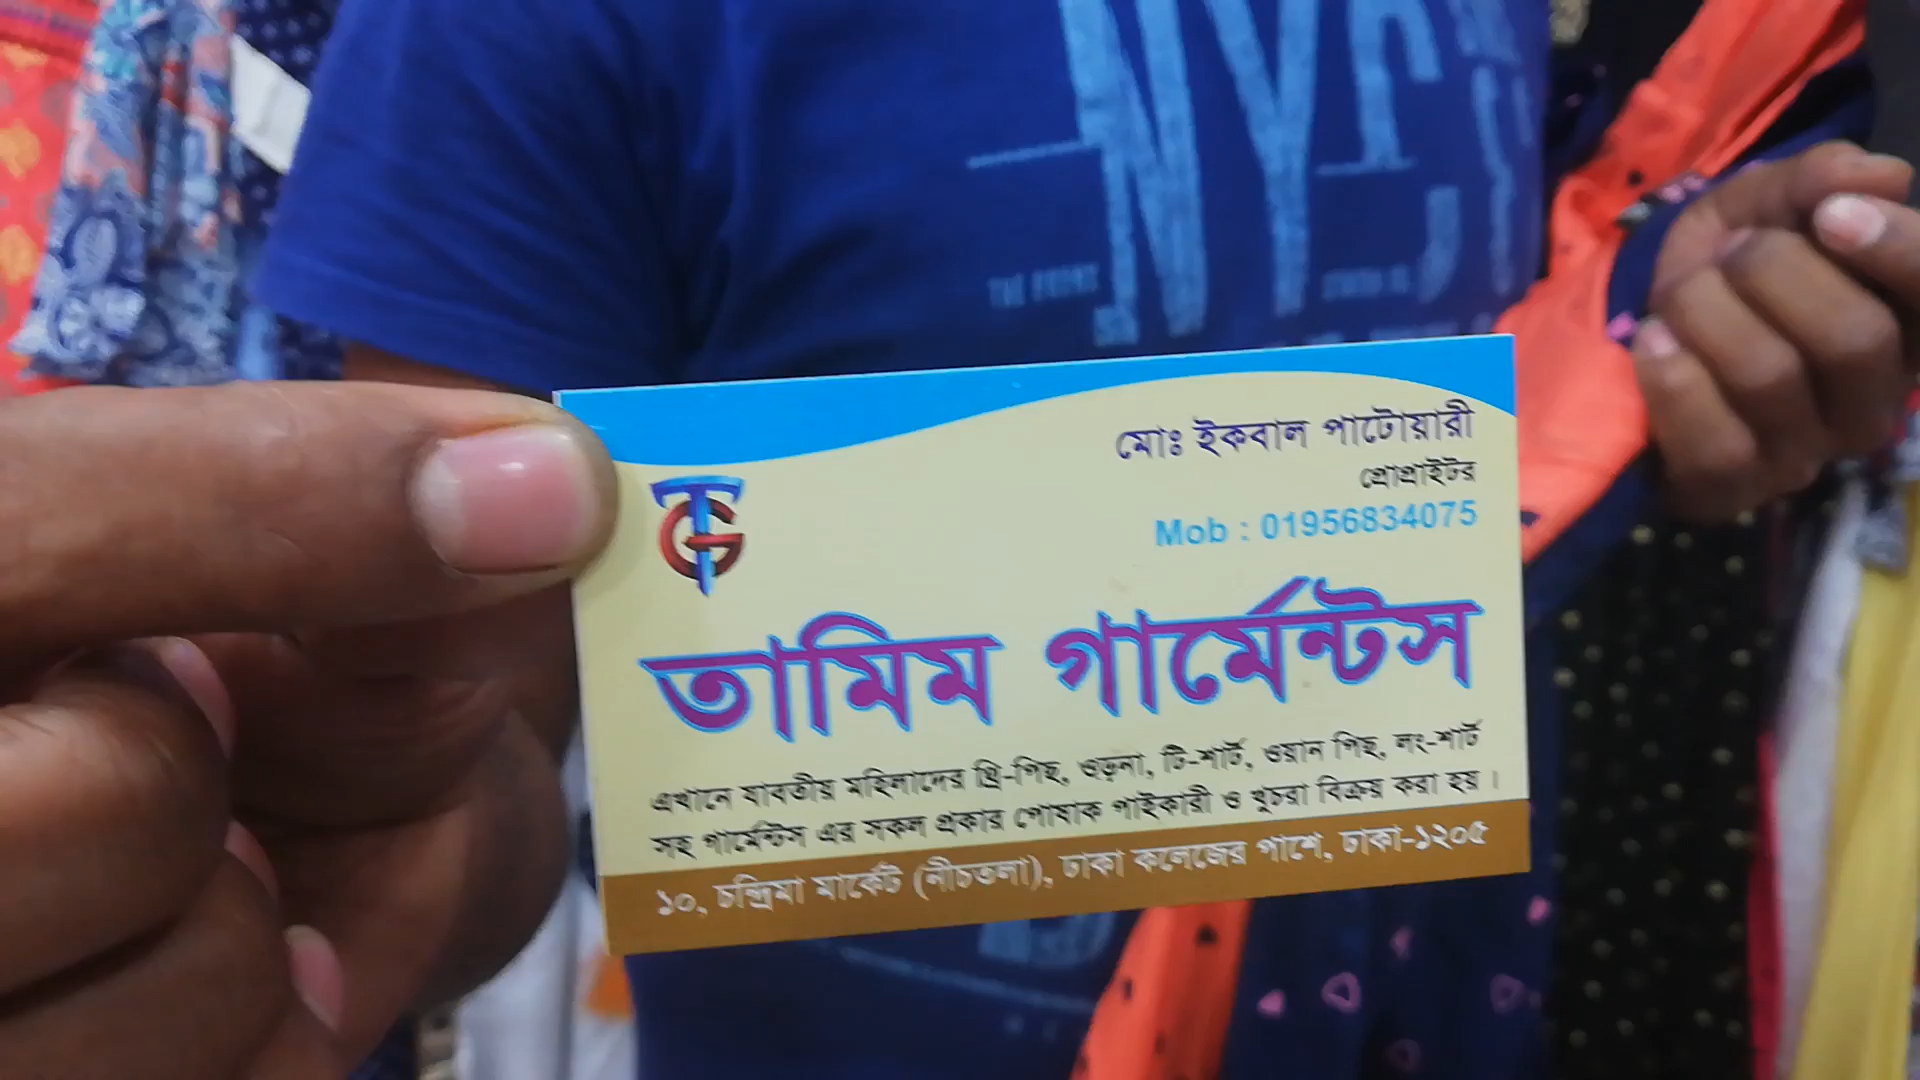 NYC
মোঃ ইকবাল পাটোয়ারী
প্রোপ্রাইটর
Mob : 01956834075
TG
তামিম গার্মেন্টস
এখানে যাবতীয় মহিলাদের থ্রি-পিছ, ওড়না, টি-শার্ট, ওয়ান পিছ, লং-শার্ট
সহ গার্মেন্টস এর সকল প্রকার পোষাক পাইকারী ও খুচরা বিক্রয় করা হয়।
১০, চন্দ্রিমা মার্কেট (নীচতলা), ঢাকা কলেজের পাশে, ঢাকা-১২০৫